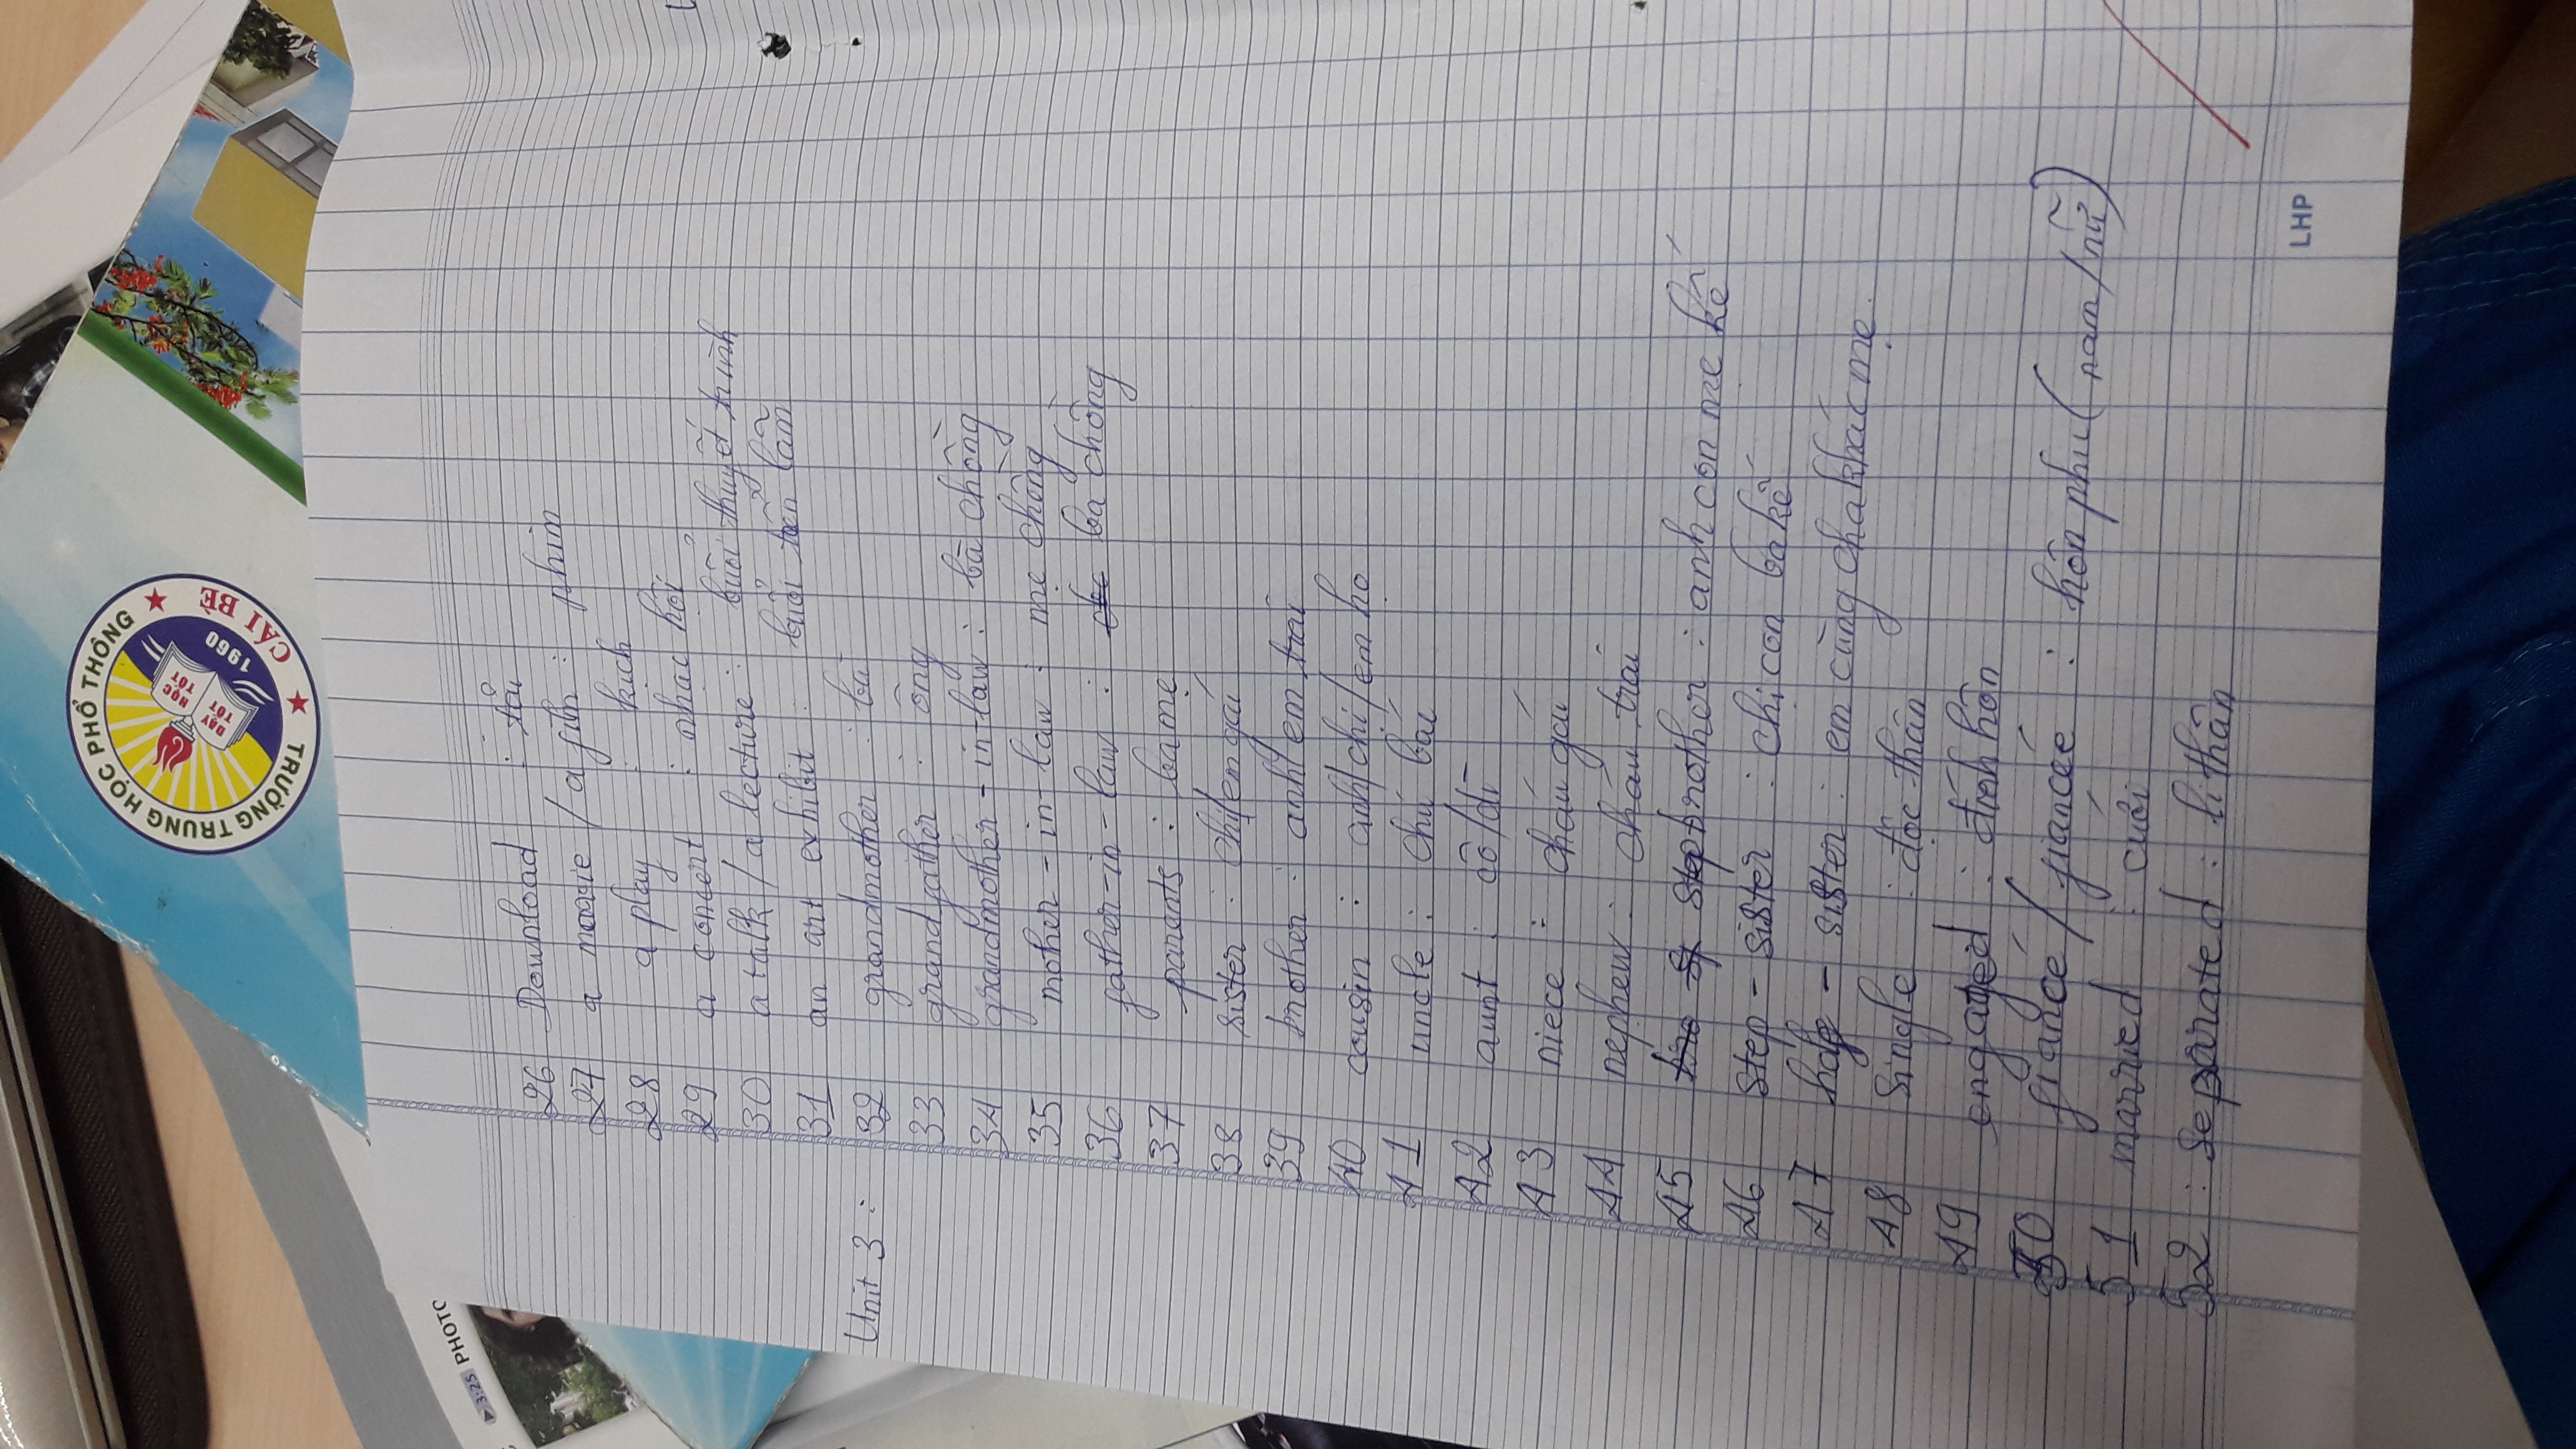 TRƯỜNG TRUNG HỌC PHỔ THÔNG
DẠY TỐT HỌC TỐT
1960
★ CÁI BÈ ★
3:25 PHOTO
26 Download : tải
27 a movie / a film : phim
28 a play : kịch
29 a concert : nhạc hội
30 a talk / a lecture : buổi thuyết trình
31 an art exhibit : buổi triển lãm
Unit 3 : 32 grandmother : bà
33 grandfather : ông
34 grandmother - in - law : bà chồng
35 mother - in - law : mẹ chồng
36 father - in - law : ba chồng
37 parents : ba mẹ
38 sister : chị/em gái
39 brother : anh/em trai
40 cousin : anh/chị/em họ
41 uncle : chú bác
42 aunt : cô/dì
43 niece : cháu gái
44 nephew : cháu trai
45 stepbrother : anh con mẹ kế
46 step - sister : chị con ba kế
47 half - sister : em cùng cha khác mẹ.
48 single : độc thân
49 engaged : đính hôn
50 fiancé / fiancée : hôn phu (nam/nữ)
51 married : cưới
52 : separated : li thân
LHP